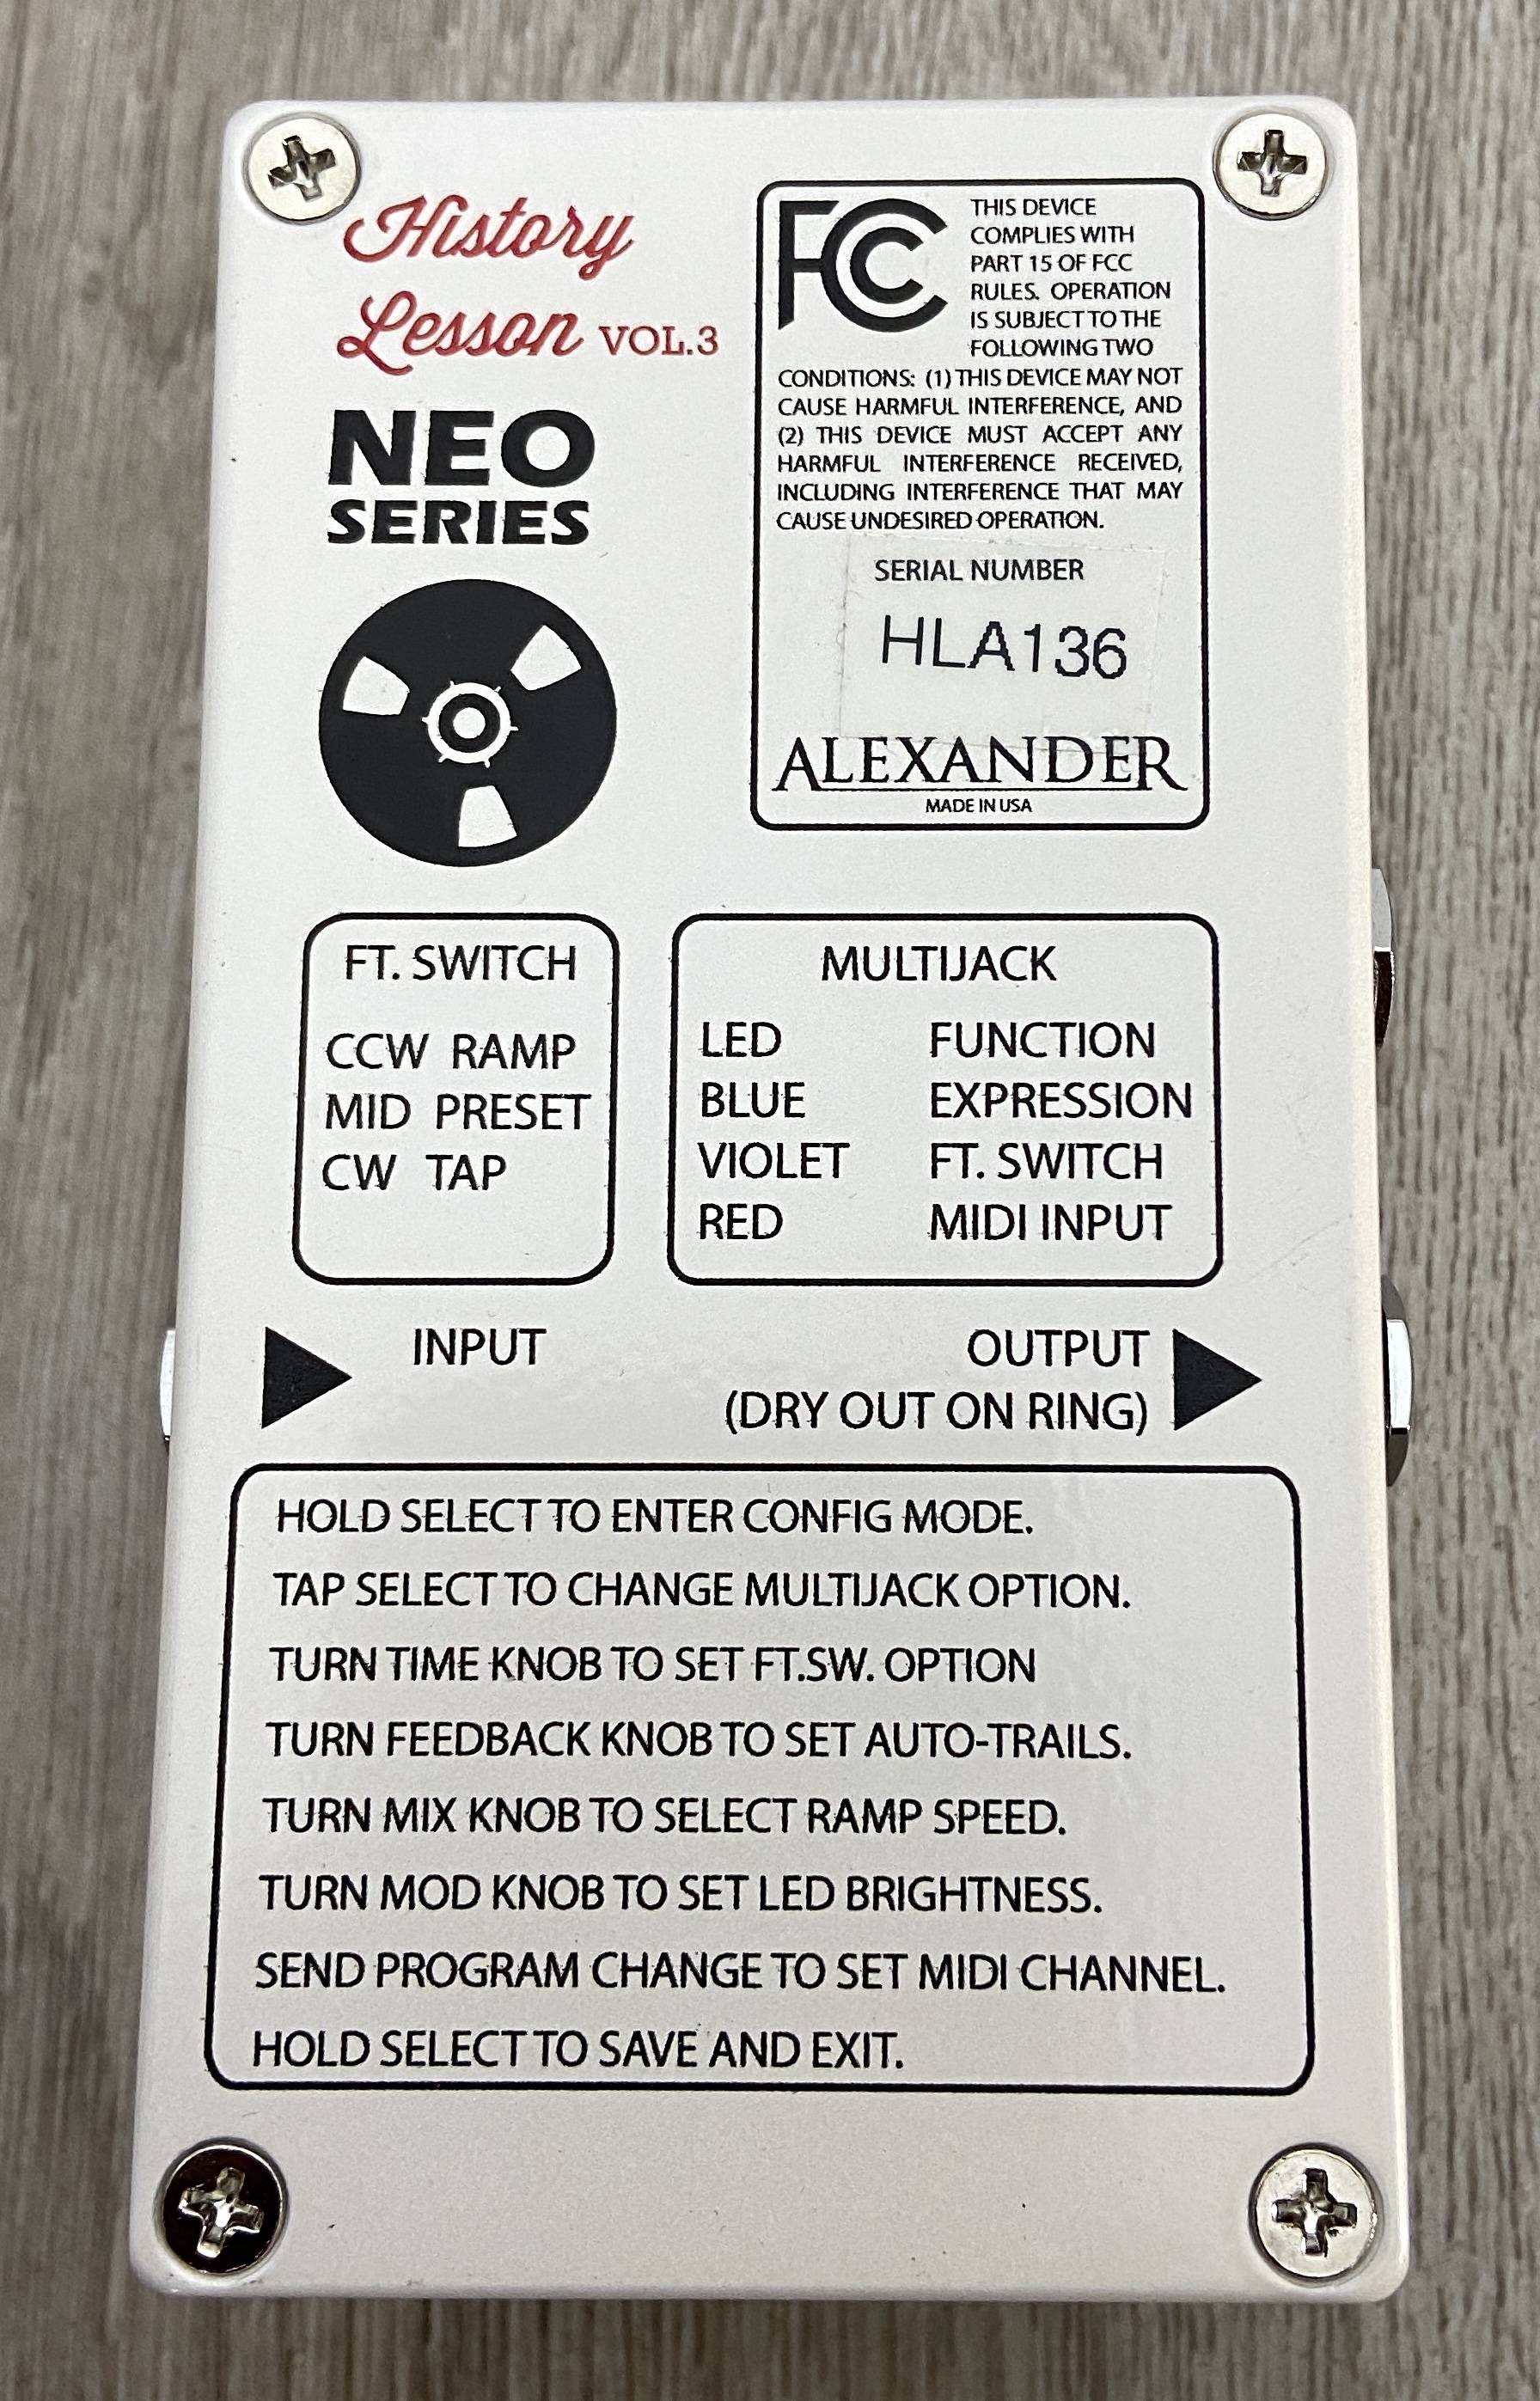 History
Lesson VOL.3
NEO
SERIES
FCC
THIS DEVICE
COMPLIES WITH
PART 15 OF FCC
RULES. OPERATION
IS SUBJECT TO THE
FOLLOWING TWO
CONDITIONS: (1) THIS DEVICE MAY NOT
CAUSE HARMFUL INTERFERENCE, AND
(2) THIS DEVICE MUST ACCEPT ANY
HARMFUL INTERFERENCE RECEIVED,
INCLUDING INTERFERENCE THAT MAY
CAUSE UNDESIRED OPERATION.
SERIAL NUMBER
HLA136
ALEXANDER
MADE IN USA
FT. SWITCH
CCW RAMP
MID PRESET
CW TAP
MULTIJACK
LED FUNCTION
BLUE EXPRESSION
VIOLET FT. SWITCH
RED MIDI INPUT
INPUT
OUTPUT
(DRY OUT ON RING)
HOLD SELECT TO ENTER CONFIG MODE.
TAP SELECT TO CHANGE MULTIJACK OPTION.
TURN TIME KNOB TO SET FT.SW. OPTION
TURN FEEDBACK KNOB TO SET AUTO-TRAILS.
TURN MIX KNOB TO SELECT RAMP SPEED.
TURN MOD KNOB TO SET LED BRIGHTNESS.
SEND PROGRAM CHANGE TO SET MIDI CHANNEL.
HOLD SELECT TO SAVE AND EXIT.